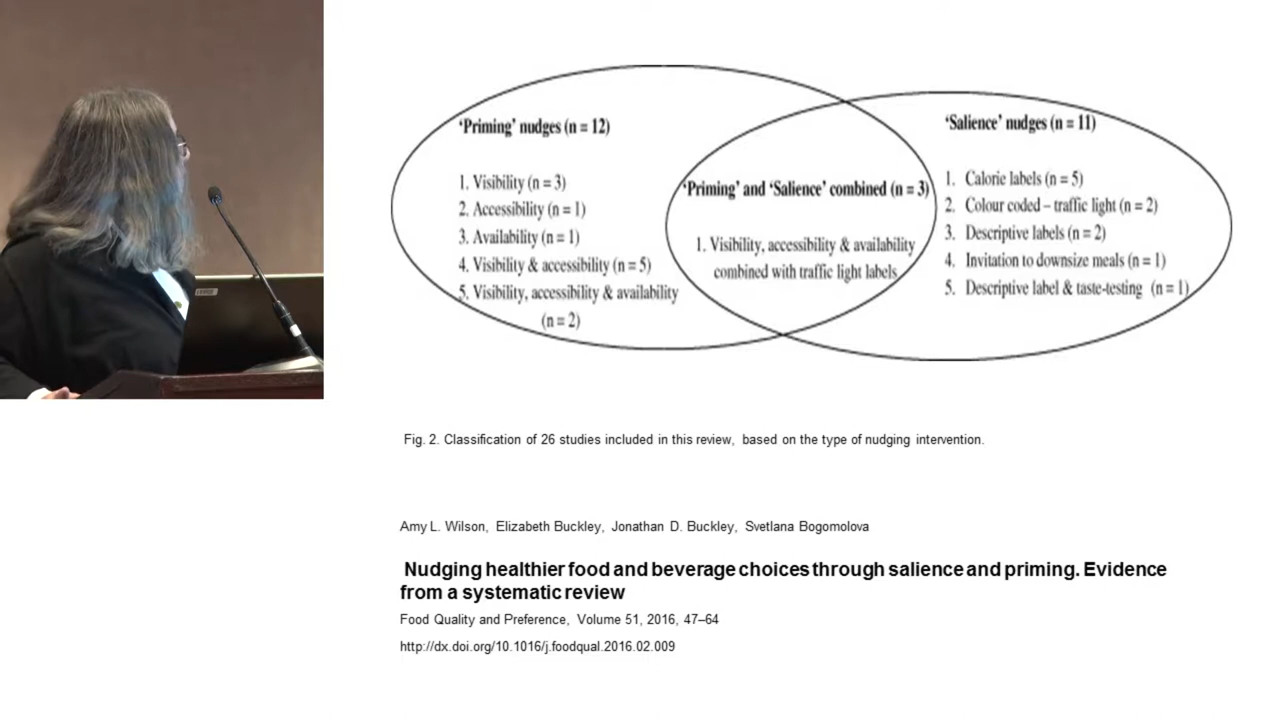 'Priming' nudges (n = 12)
1. Visibility (n = 3)
2. Accessibility (n = 1)
3. Availability (n = 1)
4. Visibility & accessibility (n = 5)
5. Visibility, accessibility & availability
(n = 2)
'Priming' and 'Salience' combined (n = 3)
1. Visibility, accessibility & availability
combined with traffic light labels
'Salience' nudges (n = 11)
1. Calorie labels (n = 5)
2. Colour coded – traffic light (n = 2)
3. Descriptive labels (n = 2)
4. Invitation to downsize meals (n = 1)
5. Descriptive label & taste-testing (n = 1)
Fig. 2. Classification of 26 studies included in this review, based on the type of nudging intervention.
Amy L. Wilson, Elizabeth Buckley, Jonathan D. Buckley, Svetlana Bogomolova
Nudging healthier food and beverage choices through salience and priming. Evidence
from a systematic review
Food Quality and Preference, Volume 51, 2016, 47–64
http://dx.doi.org/10.1016/j.foodqual.2016.02.009